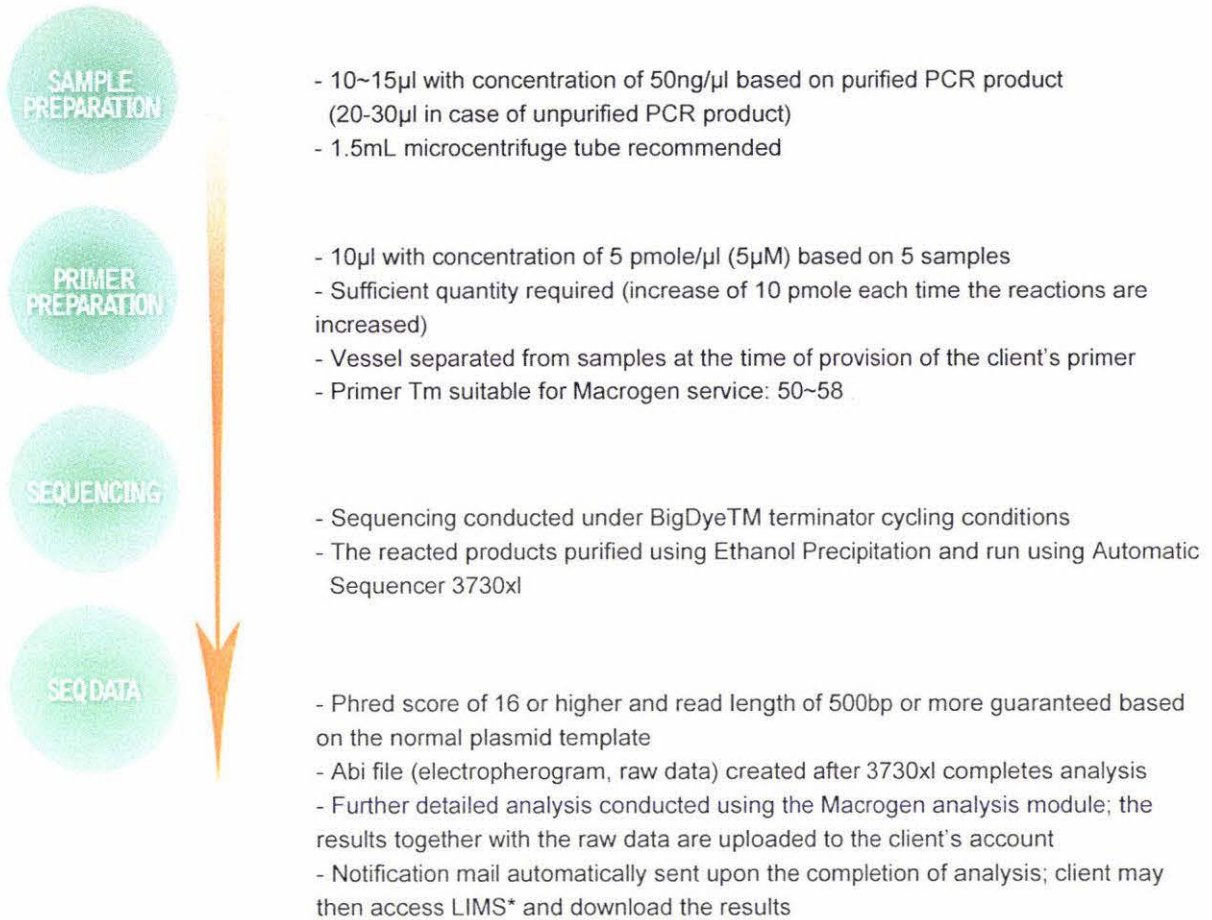 SAMPLE
PREPARATION
- 10~15µl with concentration of 50ng/µl based on purified PCR product
(20-30µl in case of unpurified PCR product)
- 1.5mL microcentrifuge tube recommended
PRIMER
PREPARATION
- 10µl with concentration of 5 pmole/µl (5µM) based on 5 samples
- Sufficient quantity required (increase of 10 pmole each time the reactions are
increased)
- Vessel separated from samples at the time of provision of the client's primer
- Primer Tm suitable for Macrogen service: 50~58
SEQUENCING
- Sequencing conducted under BigDyeTM terminator cycling conditions
- The reacted products purified using Ethanol Precipitation and run using Automatic
Sequencer 3730xl
SEQ DATA
- Phred score of 16 or higher and read length of 500bp or more guaranteed based
on the normal plasmid template
- Abi file (electropherogram, raw data) created after 3730xl completes analysis
- Further detailed analysis conducted using the Macrogen analysis module; the
results together with the raw data are uploaded to the client's account
- Notification mail automatically sent upon the completion of analysis; client may
then access LIMS* and download the results